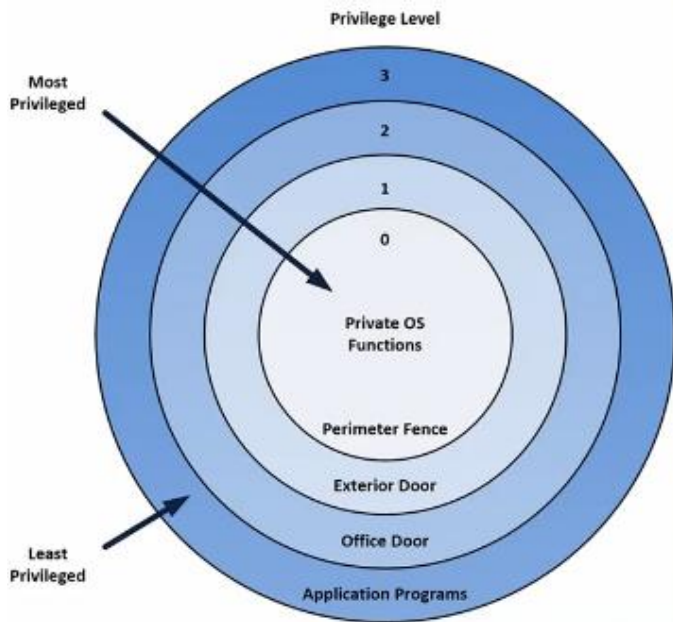 Privilege Level
3
Most
Privileged
2
1
0
Private OS
Functions
Perimeter Fence
Exterior Door
Office Door
Least
Privileged
Application Programs